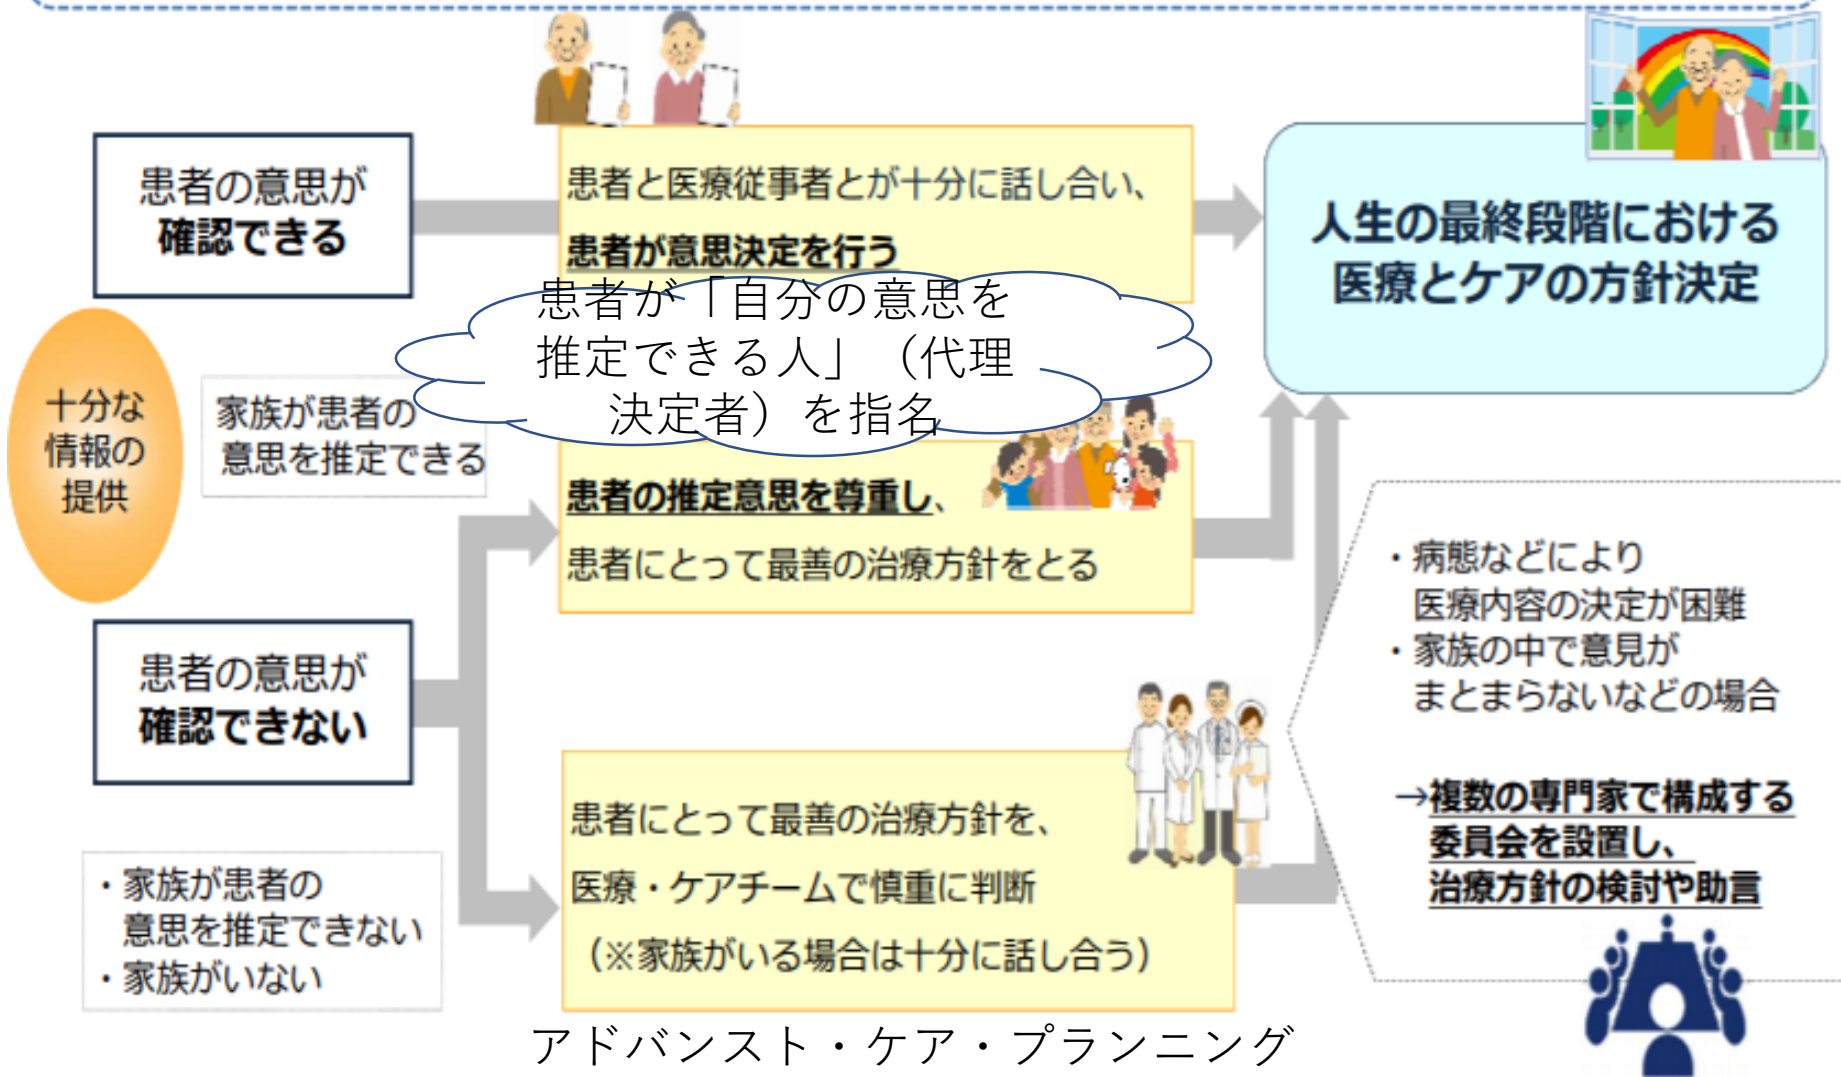 患者の意思が
確認できる
患者と医療従事者とが十分に話し合い、
患者が意思決定を行う
人生の最終段階における
医療とケアの方針決定
患者が「自分の意思を
推定できる人」（代理
決定者）を指名
十分な
情報の
提供
家族が患者の
意思を推定できる
患者の推定意思を尊重し、
患者にとって最善の治療方針をとる
患者の意思が
確認できない
・家族が患者の
意思を推定できない
・家族がいない
患者にとって最善の治療方針を、
医療・ケアチームで慎重に判断
（※家族がいる場合は十分に話し合う）
・病態などにより
医療内容の決定が困難
・家族の中で意見が
まとまらないなどの場合
→複数の専門家で構成する
委員会を設置し、
治療方針の検討や助言
アドバンスト・ケア・プランニング